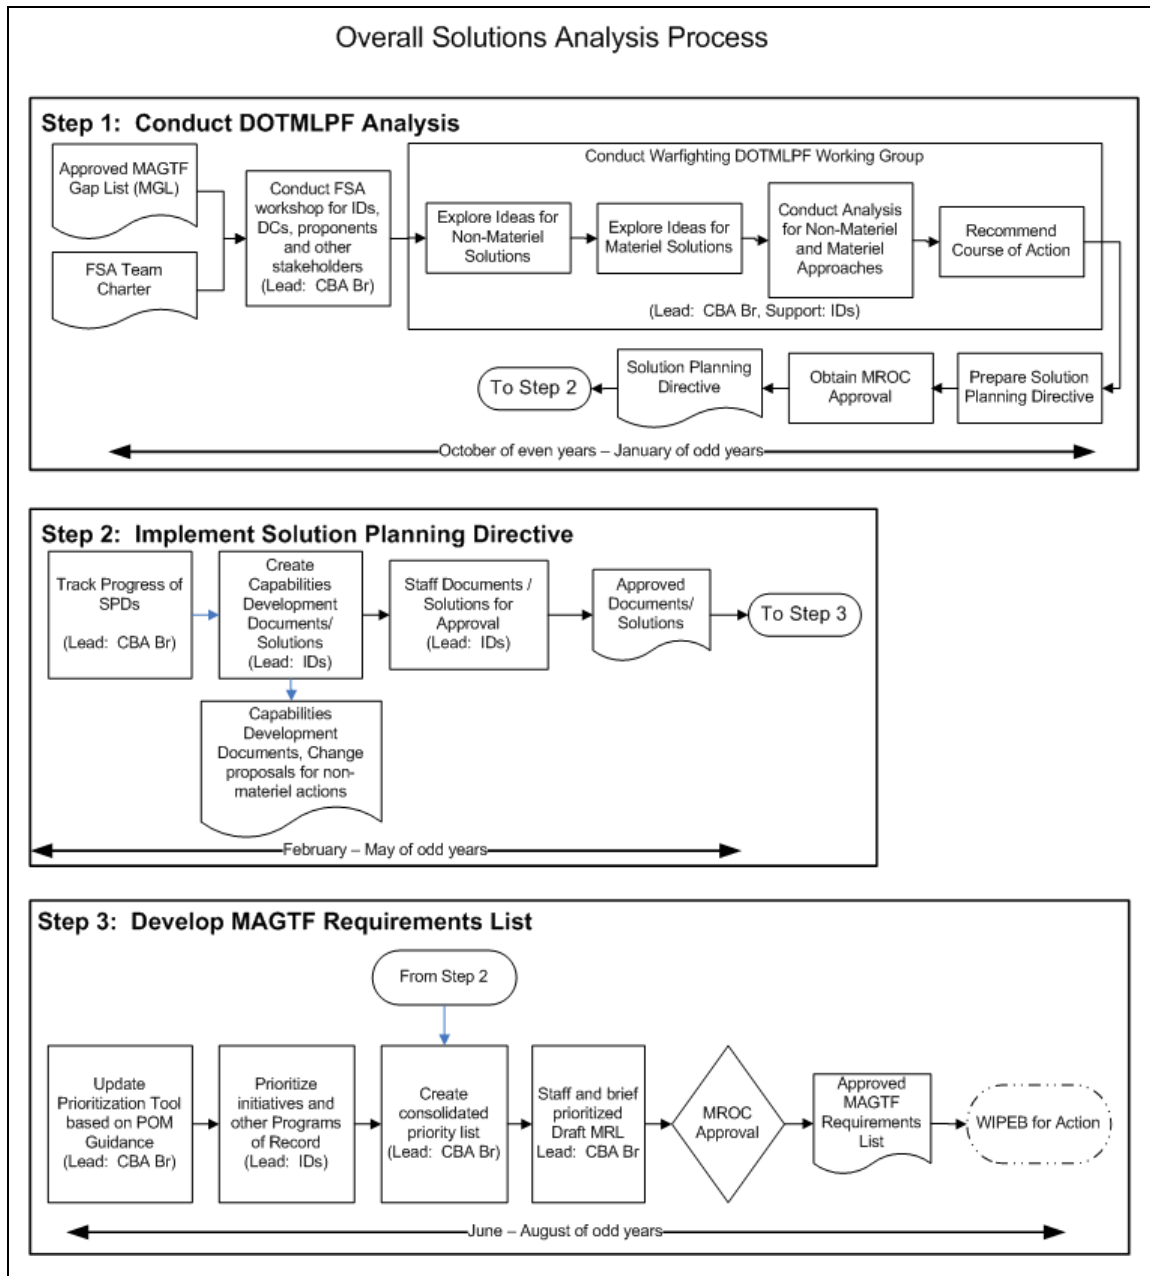 Overall Solutions Analysis Process
Step 1:  Conduct DOTMLPF Analysis
Approved MAGTF
Gap List (MGL)
FSA Team
Charter
Conduct FSA
workshop for IDs,
DCs, proponents
and other
stakeholders
(Lead:  CBA Br)
Conduct Warfighting DOTMLPF Working Group
Explore Ideas for
Non-Materiel
Solutions
Explore Ideas for
Materiel Solutions
Conduct Analysis
for Non-Materiel
and Materiel
Approaches
Recommend
Course of Action
(Lead:  CBA Br, Support: IDs)
Prepare Solution
Planning Directive
Obtain MROC
Approval
Solution Planning
Directive
To Step 2
October of even years – January of odd years
Step 2:  Implement Solution Planning Directive
Track Progress of
SPDs
(Lead:  CBA Br)
Create
Capabilities
Development
Documents/
Solutions
(Lead:  IDs)
Staff Documents /
Solutions for
Approval
(Lead:  IDs)
Approved
Documents/
Solutions
To Step 3
Capabilities
Development
Documents, Change
proposals for non-
materiel actions
February – May of odd years
Step 3:  Develop MAGTF Requirements List
From Step 2
Update
Prioritization Tool
based on POM
Guidance
(Lead:  CBA Br)
Prioritize
initiatives and
other Programs
of Record
(Lead:  IDs)
Create
consolidated
priority list
(Lead:  CBA Br)
Staff and brief
prioritized
Draft MRL
Lead:  CBA Br
MROC
Approval
Approved
MAGTF
Requirements
List
WIPEB for Action
June – August of odd years